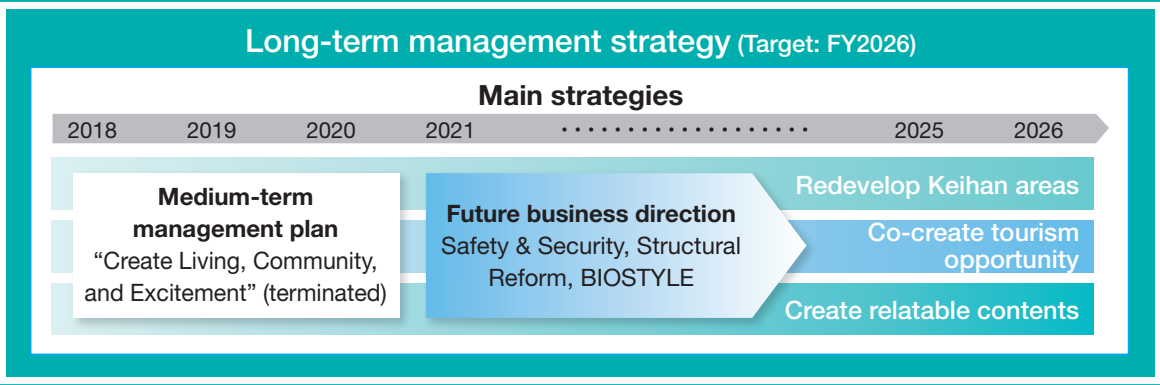 Long-term management strategy (Target: FY2026)
Main strategies
2018 2019 2020 2021 ···················· 2025 2026
Medium-term
management plan
“Create Living, Community,
and Excitement” (terminated)
Future business direction
Safety & Security, Structural
Reform, BIOSTYLE
Redevelop Keihan areas
Co-create tourism
opportunity
Create relatable contents